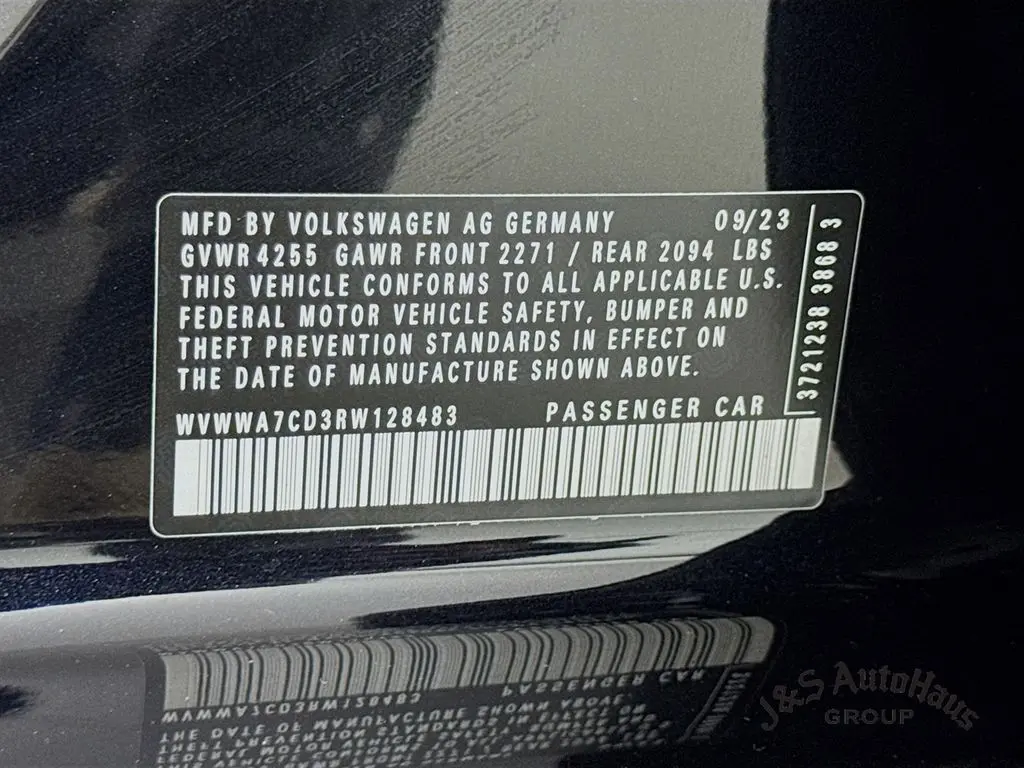 MFD BY VOLKSWAGEN AG GERMANY 09/23
GVWR 4255 GAWR FRONT 2271 / REAR 2094 LBS
THIS VEHICLE CONFORMS TO ALL APPLICABLE U.S.
FEDERAL MOTOR VEHICLE SAFETY, BUMPER AND
THEFT PREVENTION STANDARDS IN EFFECT ON
THE DATE OF MANUFACTURE SHOWN ABOVE.
WVWWA7CD3RW128483 PASSENGER CAR
3721238 3868 3
J&S AutoHaus
GROUP